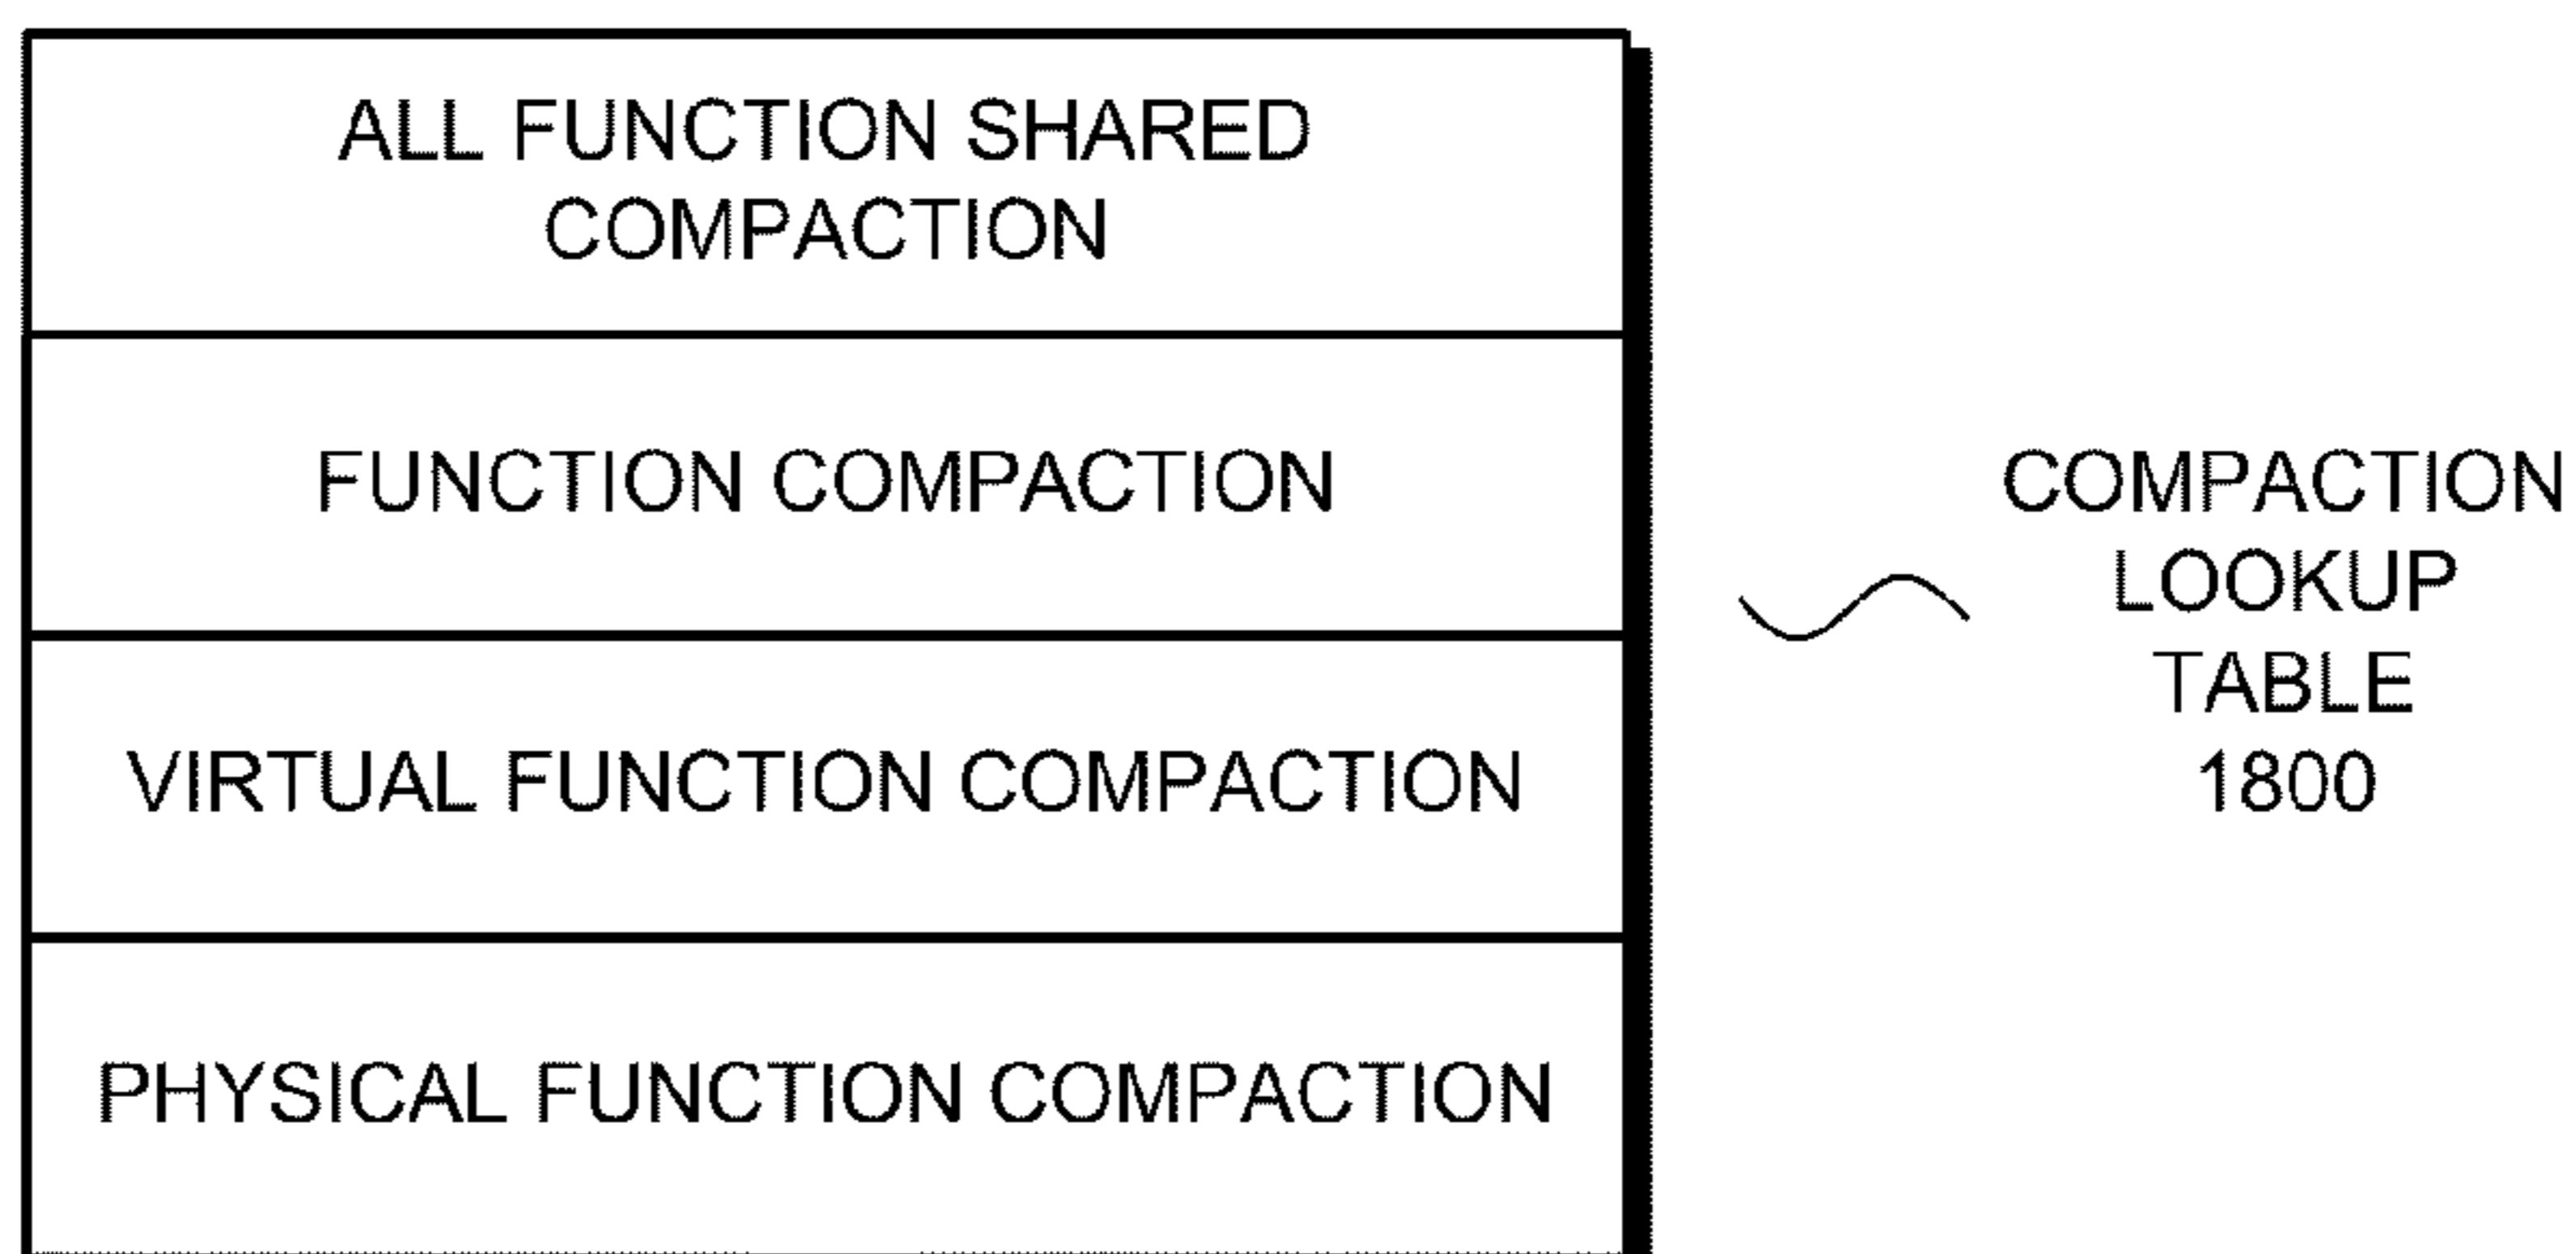 ALL FUNCTION SHARED
COMPACTION
FUNCTION COMPACTION
VIRTUAL FUNCTION COMPACTION
PHYSICAL FUNCTION COMPACTION
COMPACTION
LOOKUP
TABLE
1800